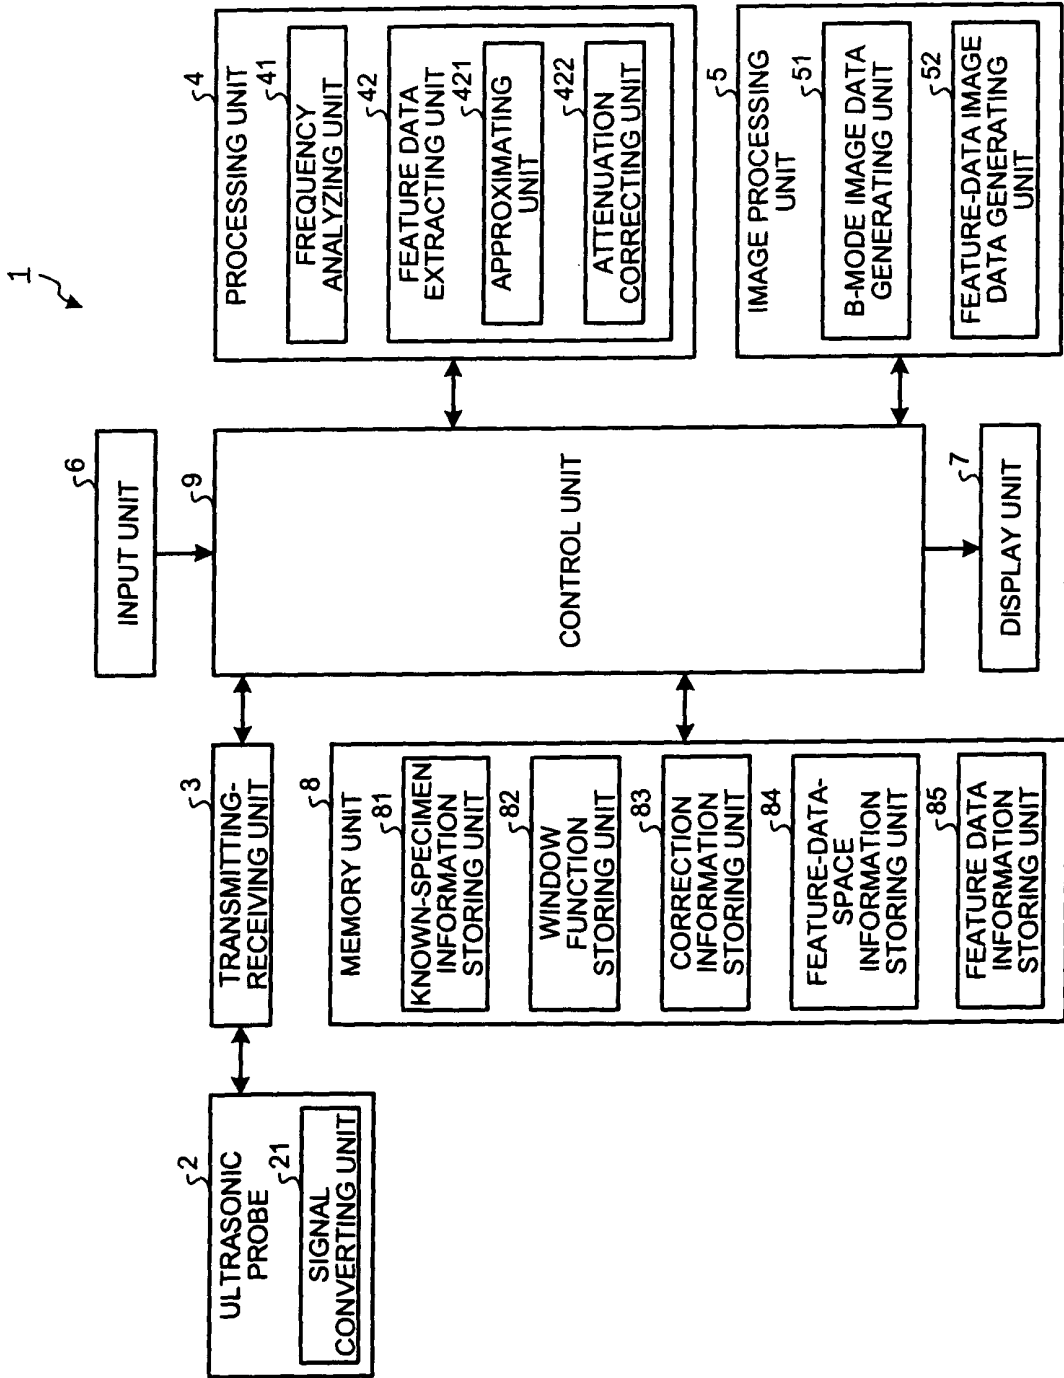 1
2
ULTRASONIC
PROBE
21
SIGNAL
CONVERTING UNIT
3
TRANSMITTING-
RECEIVING UNIT
8
MEMORY UNIT
81
KNOWN-SPECIMEN
INFORMATION
STORING UNIT
82
WINDOW
FUNCTION
STORING UNIT
83
CORRECTION
INFORMATION
STORING UNIT
84
FEATURE-DATA-
SPACE
INFORMATION
STORING UNIT
85
FEATURE DATA
INFORMATION
STORING UNIT
6
INPUT UNIT
9
CONTROL UNIT
7
DISPLAY UNIT
4
PROCESSING UNIT
41
FREQUENCY
ANALYZING UNIT
42
FEATURE DATA
EXTRACTING UNIT
421
APPROXIMATING
UNIT
422
ATTENUATION
CORRECTING UNIT
5
IMAGE PROCESSING
UNIT
51
B-MODE IMAGE DATA
GENERATING UNIT
52
FEATURE-DATA IMAGE
DATA GENERATING
UNIT